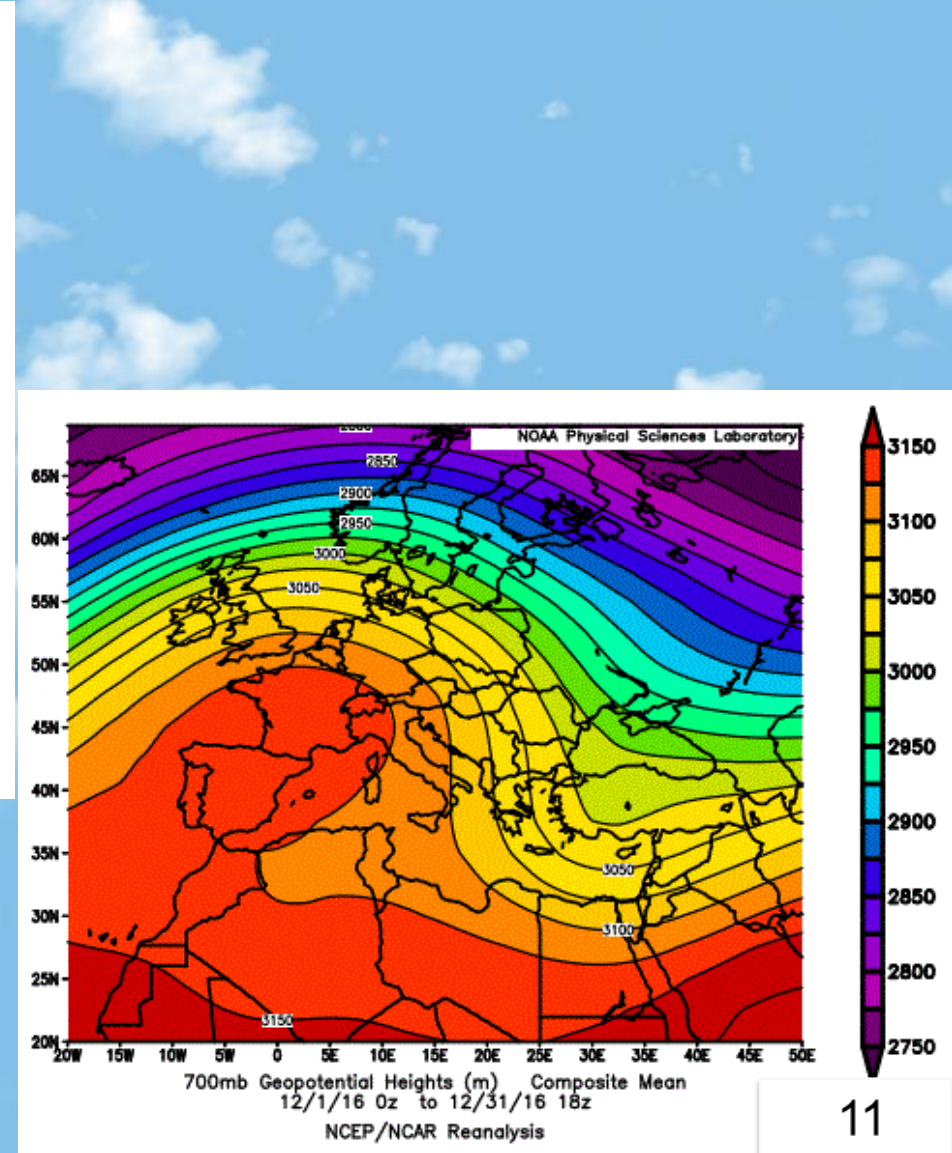 NOAA Physical Sciences Laboratory
2850
2900
2950
3000
3050
3050
3100
3150
65N
60N
55N
50N
45N
40N
35N
30N
25N
20N
20W 15W 10W 5W 0 5E 10E 15E 20E 25E 30E 35E 40E 45E 50E
3150
3100
3050
3000
2950
2900
2850
2800
2750
700mb Geopotential Heights (m) Composite Mean
12/1/16 0z to 12/31/16 18z
NCEP/NCAR Reanalysis
11